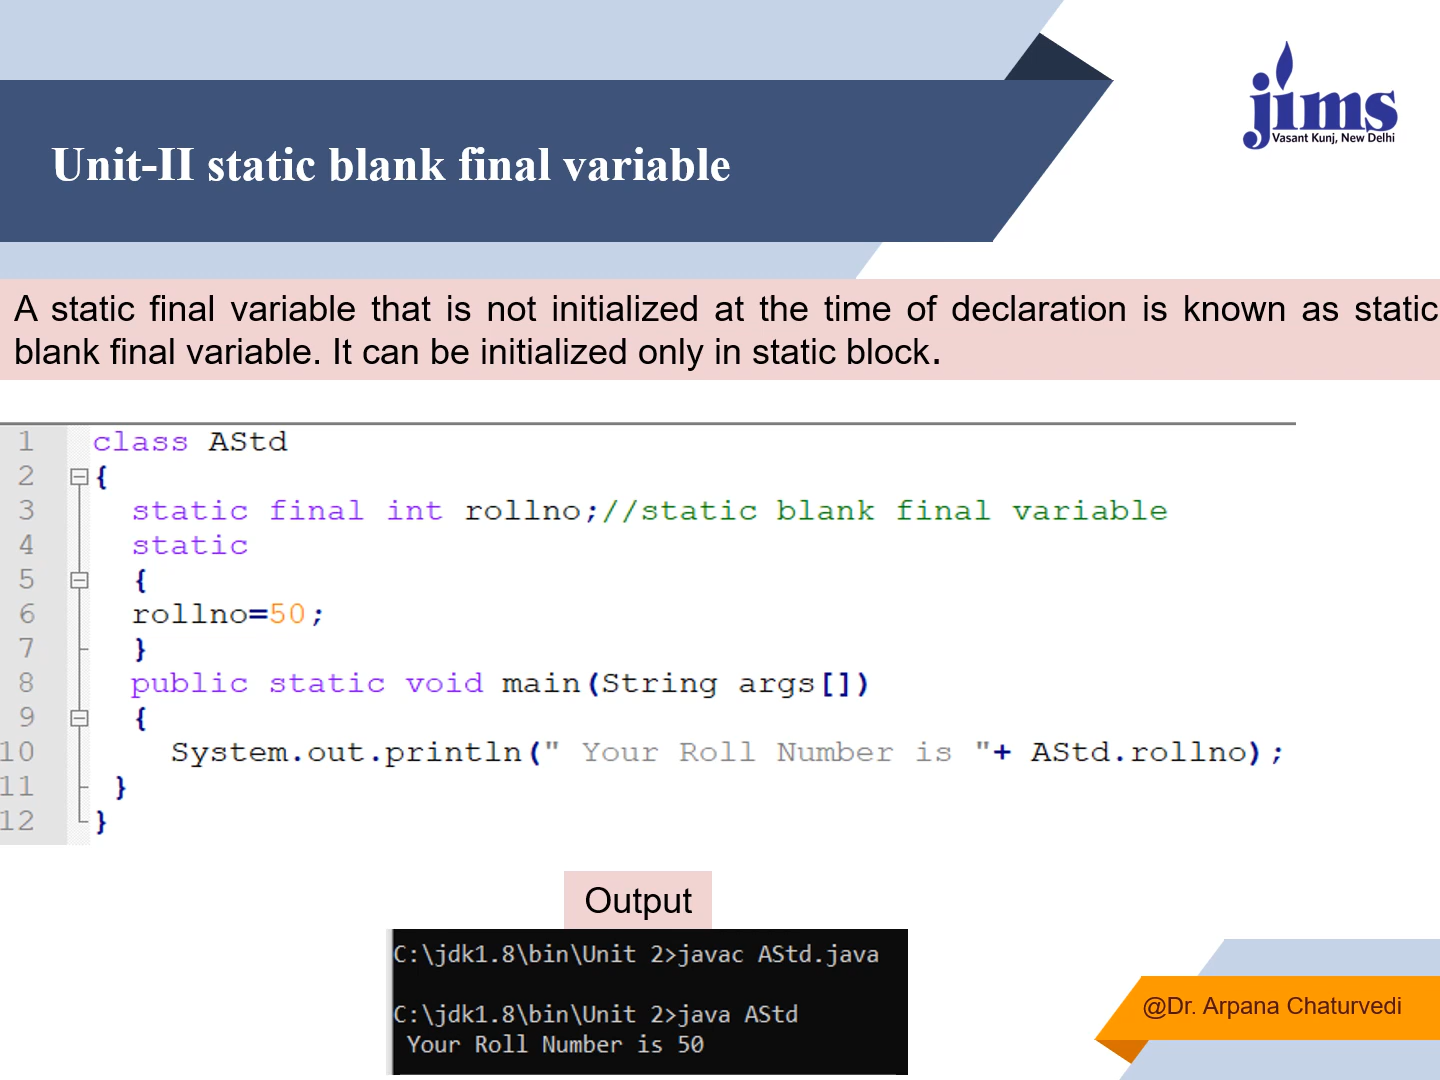 jims
Vasant Kunj, New Delhi
Unit-II static blank final variable
A static final variable that is not initialized at the time of declaration is known as static
blank final variable. It can be initialized only in static block.
1 class AStd
2 {
3 static final int rollno;//static blank final variable
4 static
5 {
6 rollno=50;
7 }
8 public static void main(String args[])
9 {
10 System.out.println(" Your Roll Number is "+ AStd.rollno);
11 }
12 }
Output
C:\jdk1.8\bin\Unit 2>javac AStd.java
C:\jdk1.8\bin\Unit 2>java AStd
Your Roll Number is 50
@Dr. Arpana Chaturvedi